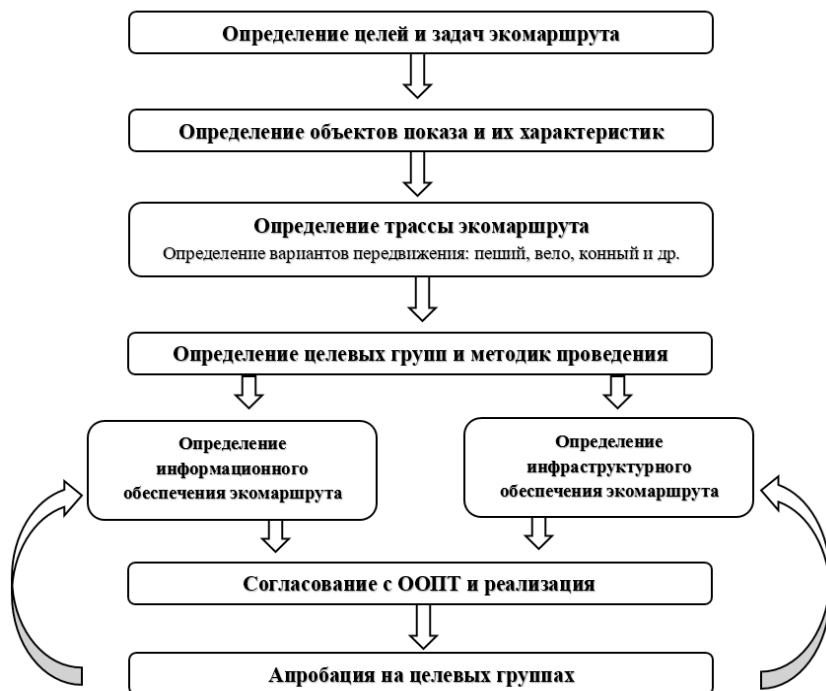 Определение целей и задач экомаршрута
Определение объектов показа и их характеристик
Определение трассы экомаршрута
Определение вариантов передвижения: пеший, вело, конный и др.
Определение целевых групп и методик проведения
Определение
информационного
обеспечения экомаршрута
Определение
инфраструктурного
обеспечения экомаршрута
Согласование с ООПТ и реализация
Апробация на целевых группах